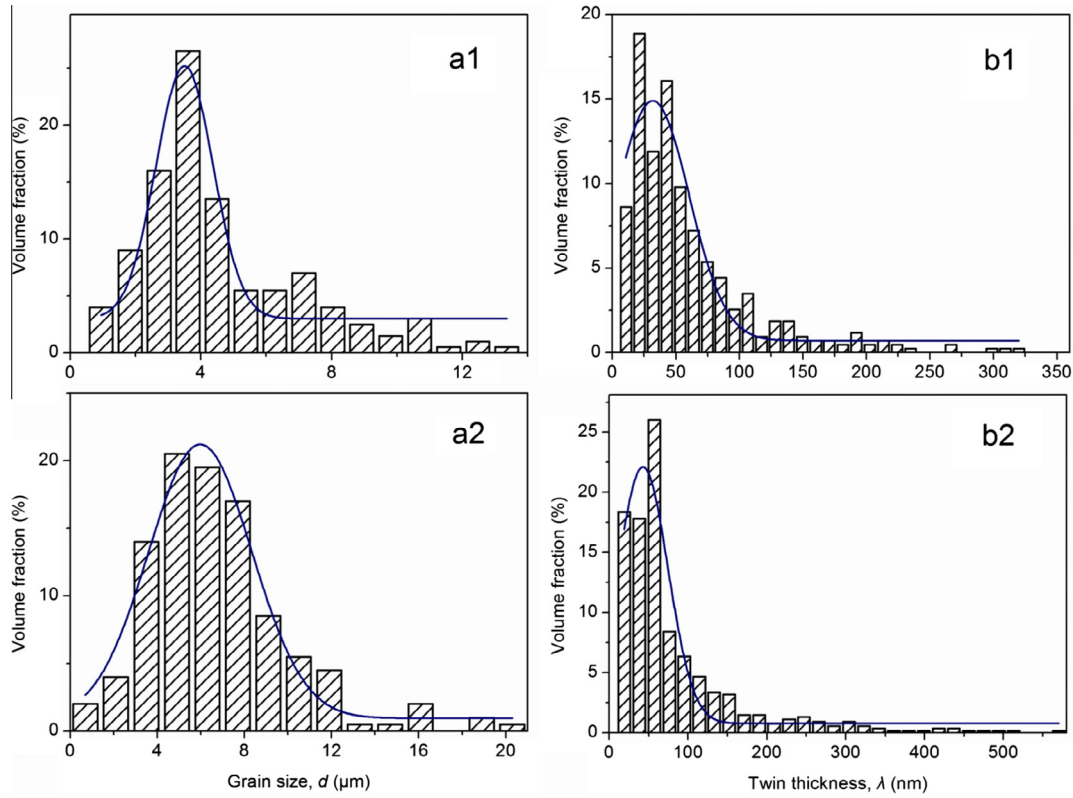 a1
Volume fraction (%)
20
10
0
0 4 8 12
b1
Volume fraction (%)
20
15
10
5
0
0 50 100 150 200 250 300 350
a2
Volume fraction (%)
20
10
0
0 4 8 12 16 20
Grain size, d (μm)
b2
Volume fraction (%)
25
20
15
10
5
0
0 100 200 300 400 500
Twin thickness, λ (nm)